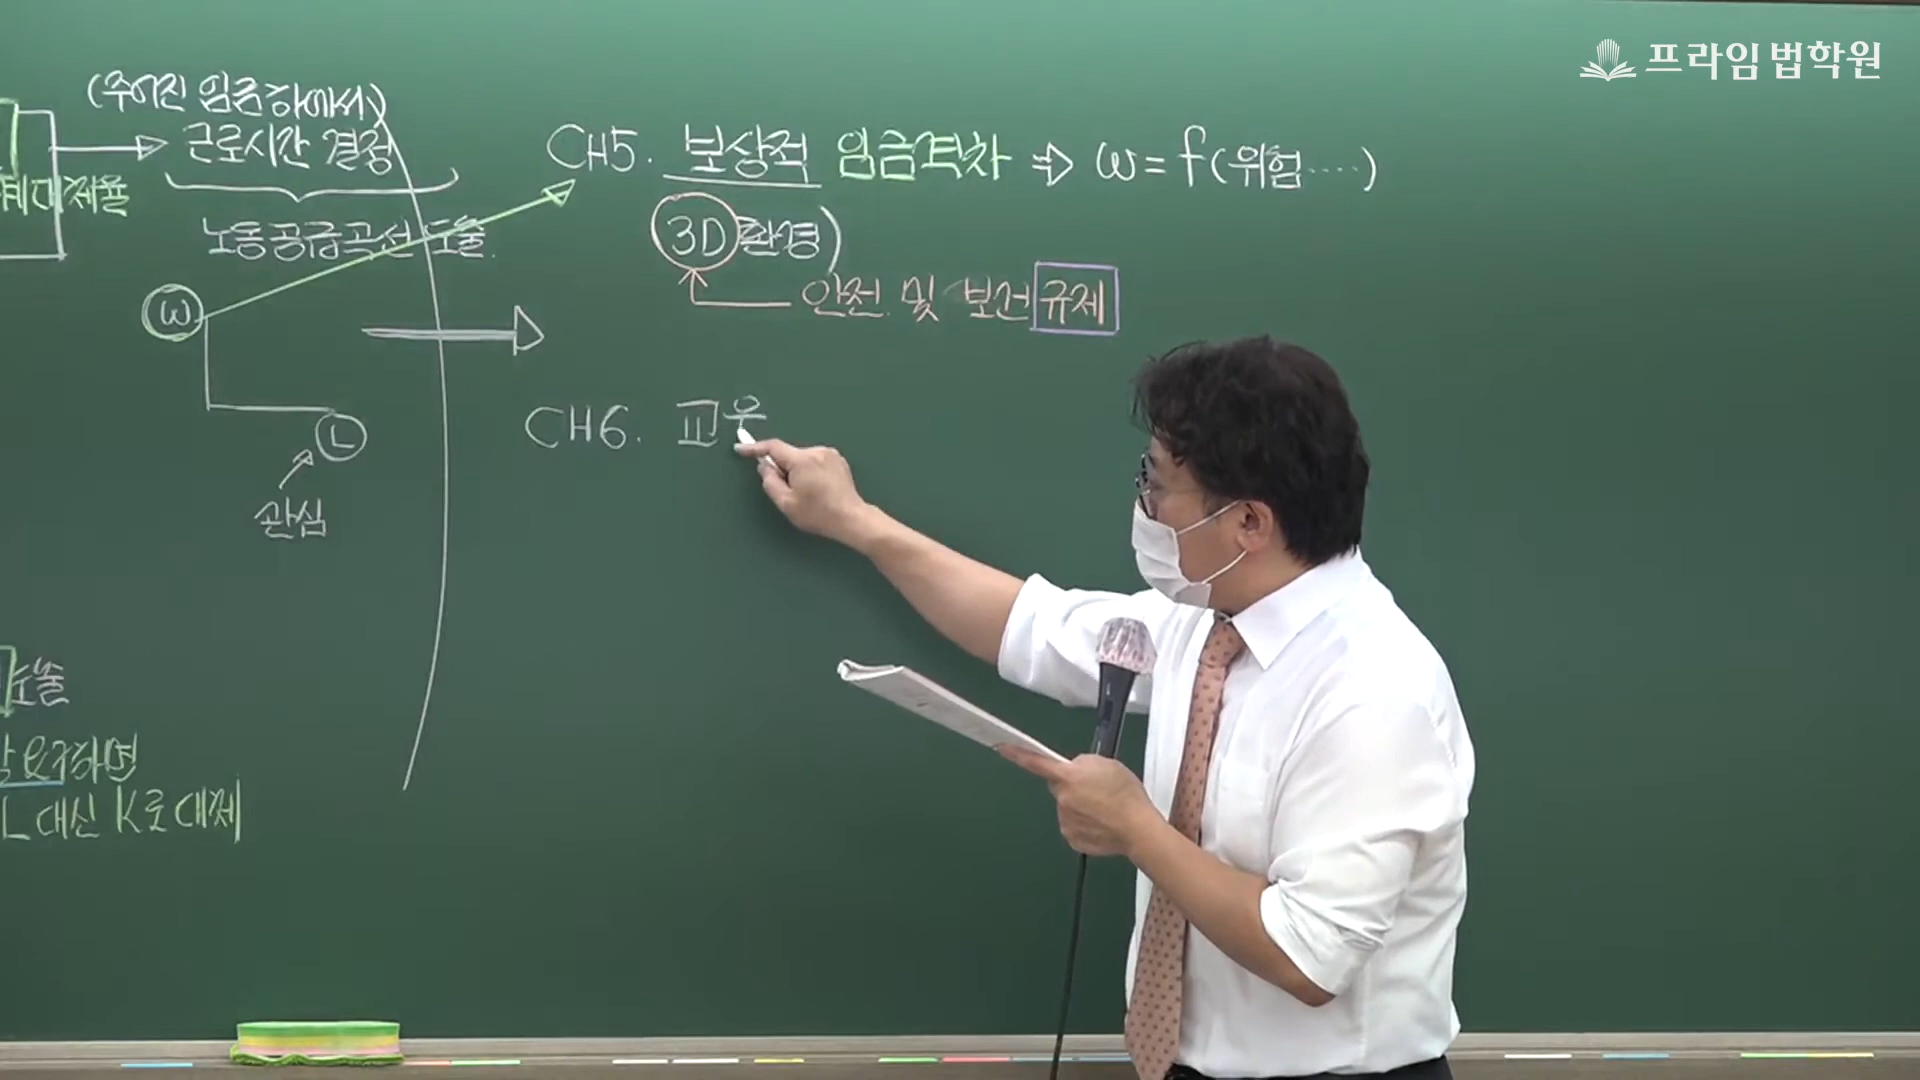 프라임법학원
(주어진 임금하에서)
근로시간 결정
계대체율
노동공급곡선 도출.
W
L
관심
CH5. 보상적 임금격차 ⇒ w = f(위험‥‥)
3D 환경)
안전 및 보건 규제
CH6. 교우
도출
요구하면
L 대신 K로 대체